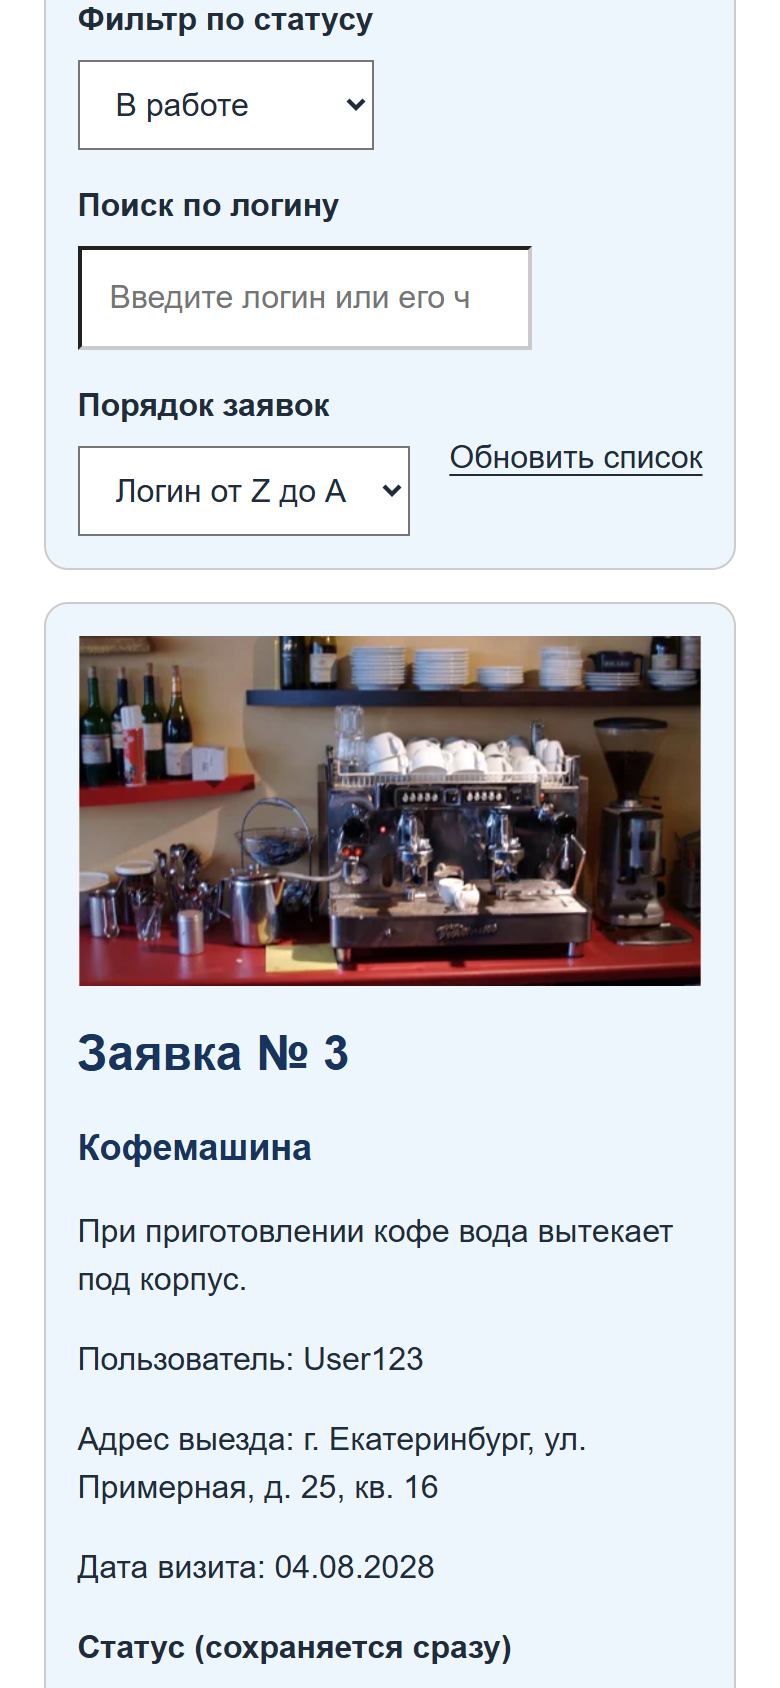 Фильтр по статусу
В работе
Поиск по логину
Введите логин или его ч
Порядок заявок
Логин от Z до A
Обновить список
Заявка № 3
Кофемашина
При приготовлении кофе вода вытекает
под корпус.
Пользователь: User123
Адрес выезда: г. Екатеринбург, ул.
Примерная, д. 25, кв. 16
Дата визита: 04.08.2028
Статус (сохраняется сразу)